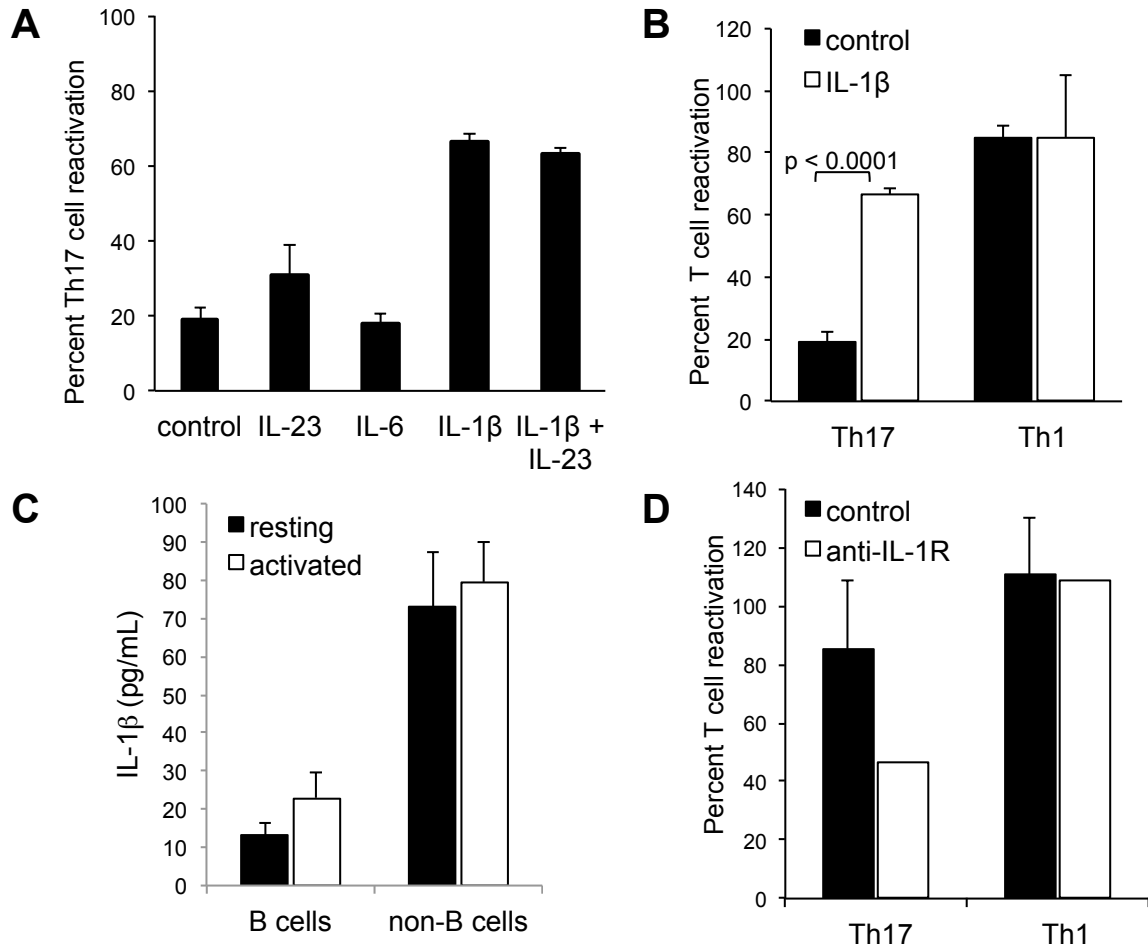 A
Percent Th17 cell reactivation
100
80
60
40
20
0
control IL-23 IL-6 IL-1β IL-1β +
IL-23
B
Percent T cell reactivation
120
100
80
60
40
20
0
control
IL-1β
p < 0.0001
Th17 Th1
C
IL-1β (pg/mL)
100
90
80
70
60
50
40
30
20
10
0
resting
activated
B cells non-B cells
D
Percent T cell reactivation
140
120
100
80
60
40
20
0
control
anti-IL-1R
Th17 Th1